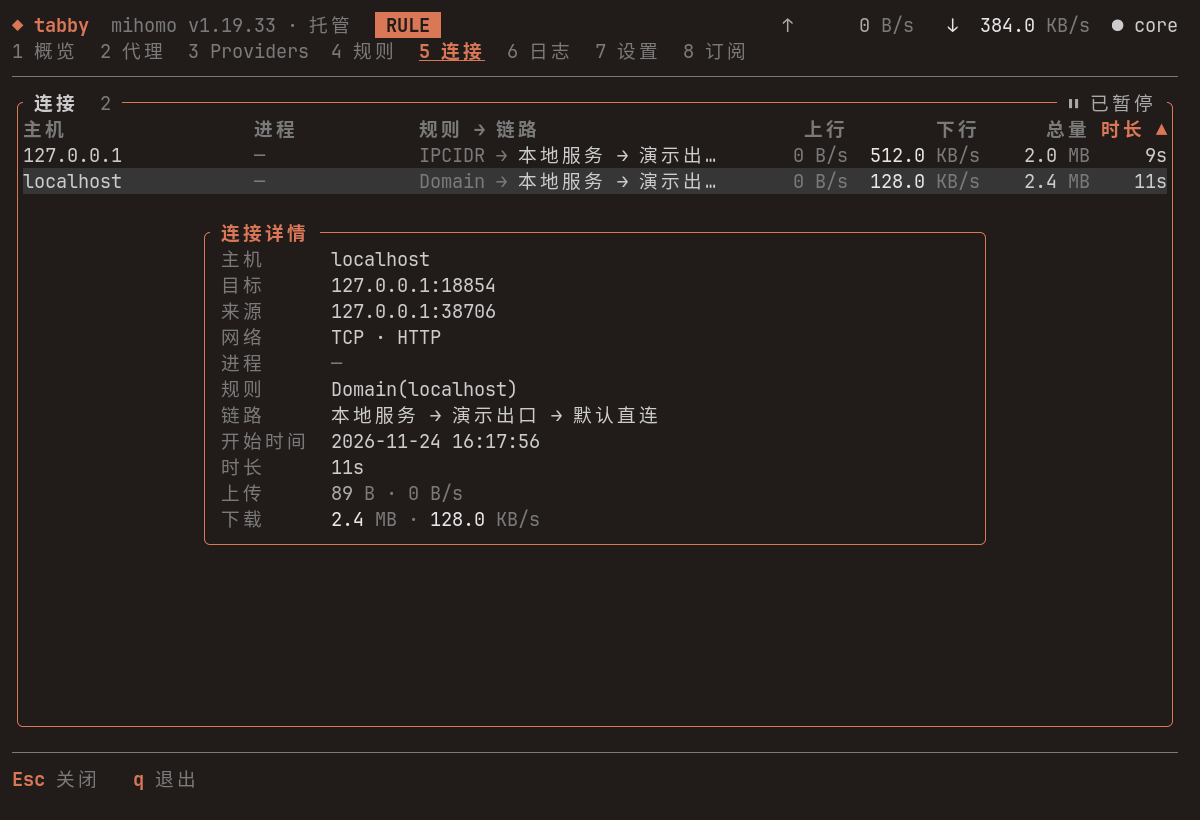 ◆ tabby mihomo v1.19.33 · 托管 RULE ↑ 0 B/s ↓ 384.0 KB/s ● core
1 概览 2 代理 3 Providers 4 规则 5 连接 6 日志 7 设置 8 订阅
连接 2 ⏸ 已暂停
主机 进程 规则 → 链路 上行 下行 总量 时长 ▲
127.0.0.1 — IPCIDR → 本地服务 → 演示出… 0 B/s 512.0 KB/s 2.0 MB 9s
localhost — Domain → 本地服务 → 演示出… 0 B/s 128.0 KB/s 2.4 MB 11s
连接详情
主机 localhost
目标 127.0.0.1:18854
来源 127.0.0.1:38706
网络 TCP · HTTP
进程 —
规则 Domain(localhost)
链路 本地服务 → 演示出口 → 默认直连
开始时间 2026-11-24 16:17:56
时长 11s
上传 89 B · 0 B/s
下载 2.4 MB · 128.0 KB/s
Esc 关闭 q 退出